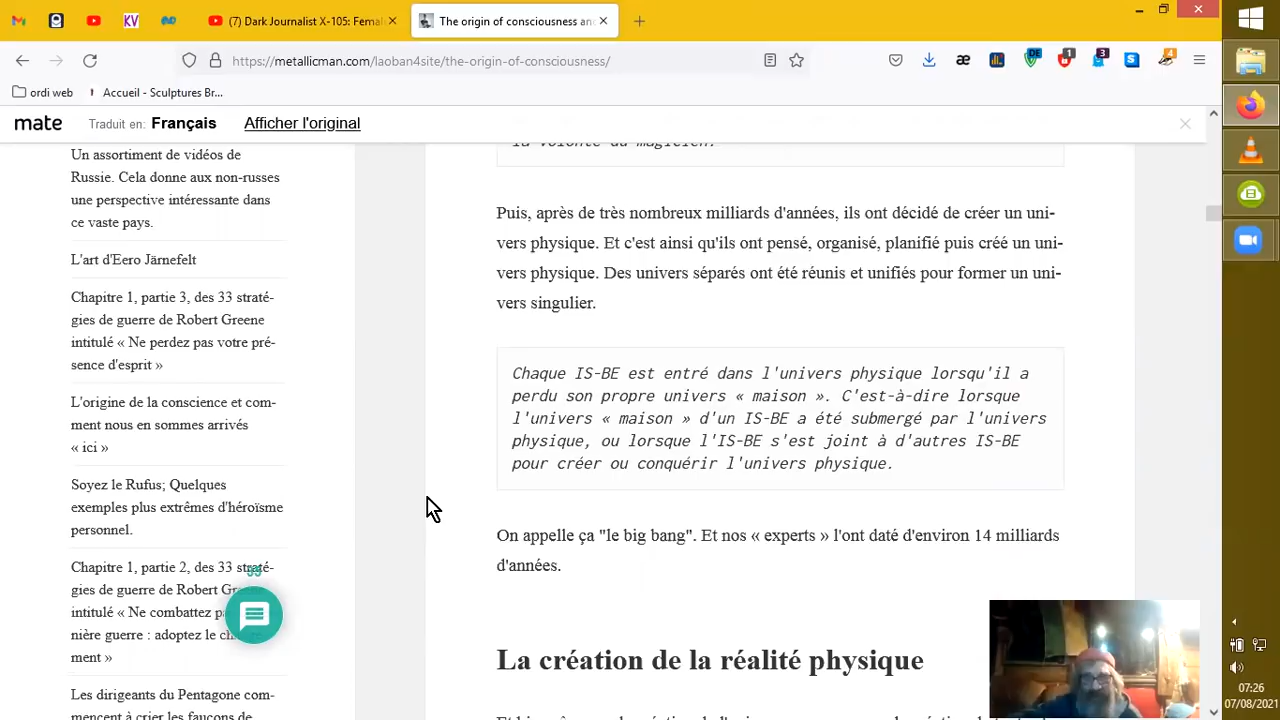 (7) Dark Journalist X-105: Femal
The origin of consciousness and
https://metallicman.com/laoban4site/the-origin-of-consciousness/
ordi web
Accueil - Sculptures Br...
mate
Traduit en: Français
Afficher l'original
Un assortiment de vidéos de
Russie. Cela donne aux non-russes
une perspective intéressante dans
ce vaste pays.
L'art d'Eero Järnefelt
Chapitre 1, partie 3, des 33 straté-
gies de guerre de Robert Greene
intitulé « Ne perdez pas votre pré-
sence d'esprit »
L'origine de la conscience et com-
ment nous en sommes arrivés
« ici »
Soyez le Rufus; Quelques
exemples plus extrêmes d'héroïsme
personnel.
Chapitre 1, partie 2, des 33 straté-
gies de guerre de Robert Gre
intitulé « Ne combattez p
nière guerre : adoptez le
ment »
Les dirigeants du Pentagone com-
mencent à crier les faucons de
35
la volonté du magicien.
Puis, après de très nombreux milliards d'années, ils ont décidé de créer un uni-
vers physique. Et c'est ainsi qu'ils ont pensé, organisé, planifié puis créé un uni-
vers physique. Des univers séparés ont été réunis et unifiés pour former un uni-
vers singulier.
Chaque IS-BE est entré dans l'univers physique lorsqu'il a
perdu son propre univers « maison ». C'est-à-dire lorsque
l'univers « maison » d'un IS-BE a été submergé par l'univers
physique, ou lorsque l'IS-BE s'est joint à d'autres IS-BE
pour créer ou conquérir l'univers physique.
On appelle ça "le big bang". Et nos « experts » l'ont daté d'environ 14 milliards
d'années.
La création de la réalité physique
KV
æ
DE
1
3
4
07:26
07/08/2021